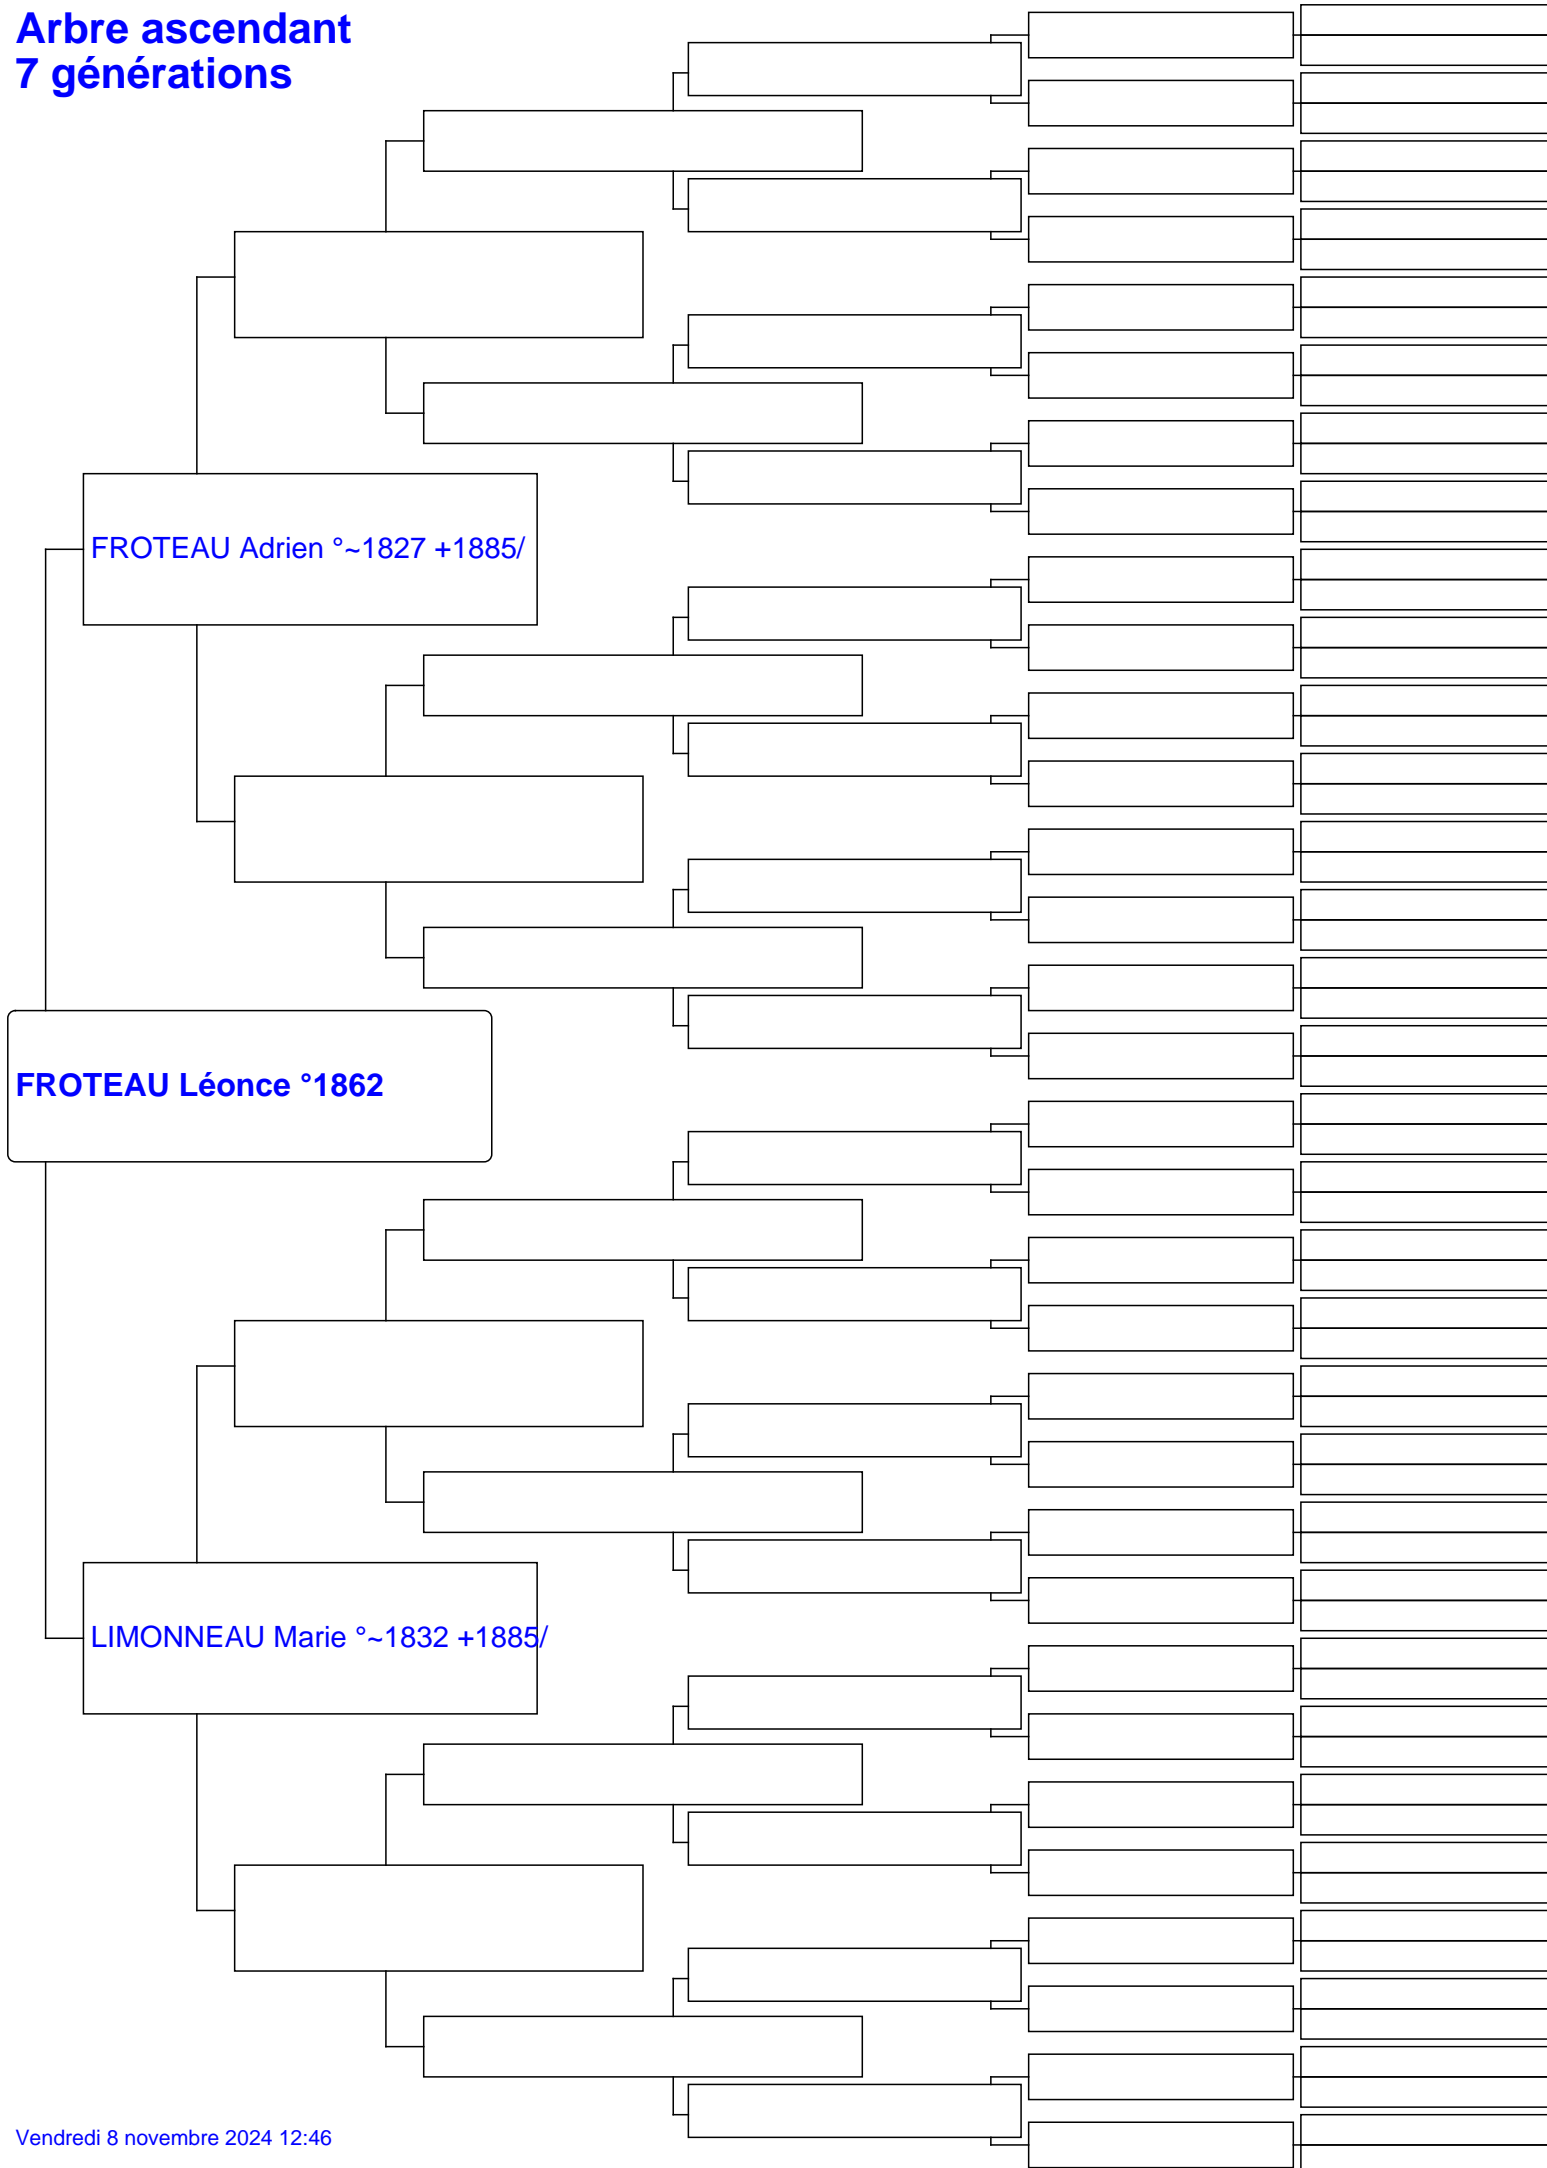 Arbre ascendant
7 générations
FROTEAU Adrien °~1827 +1885/
FROTEAU Léonce °1862
LIMONNEAU Marie °~1832 +1885/
Vendredi 8 novembre 2024 12:46